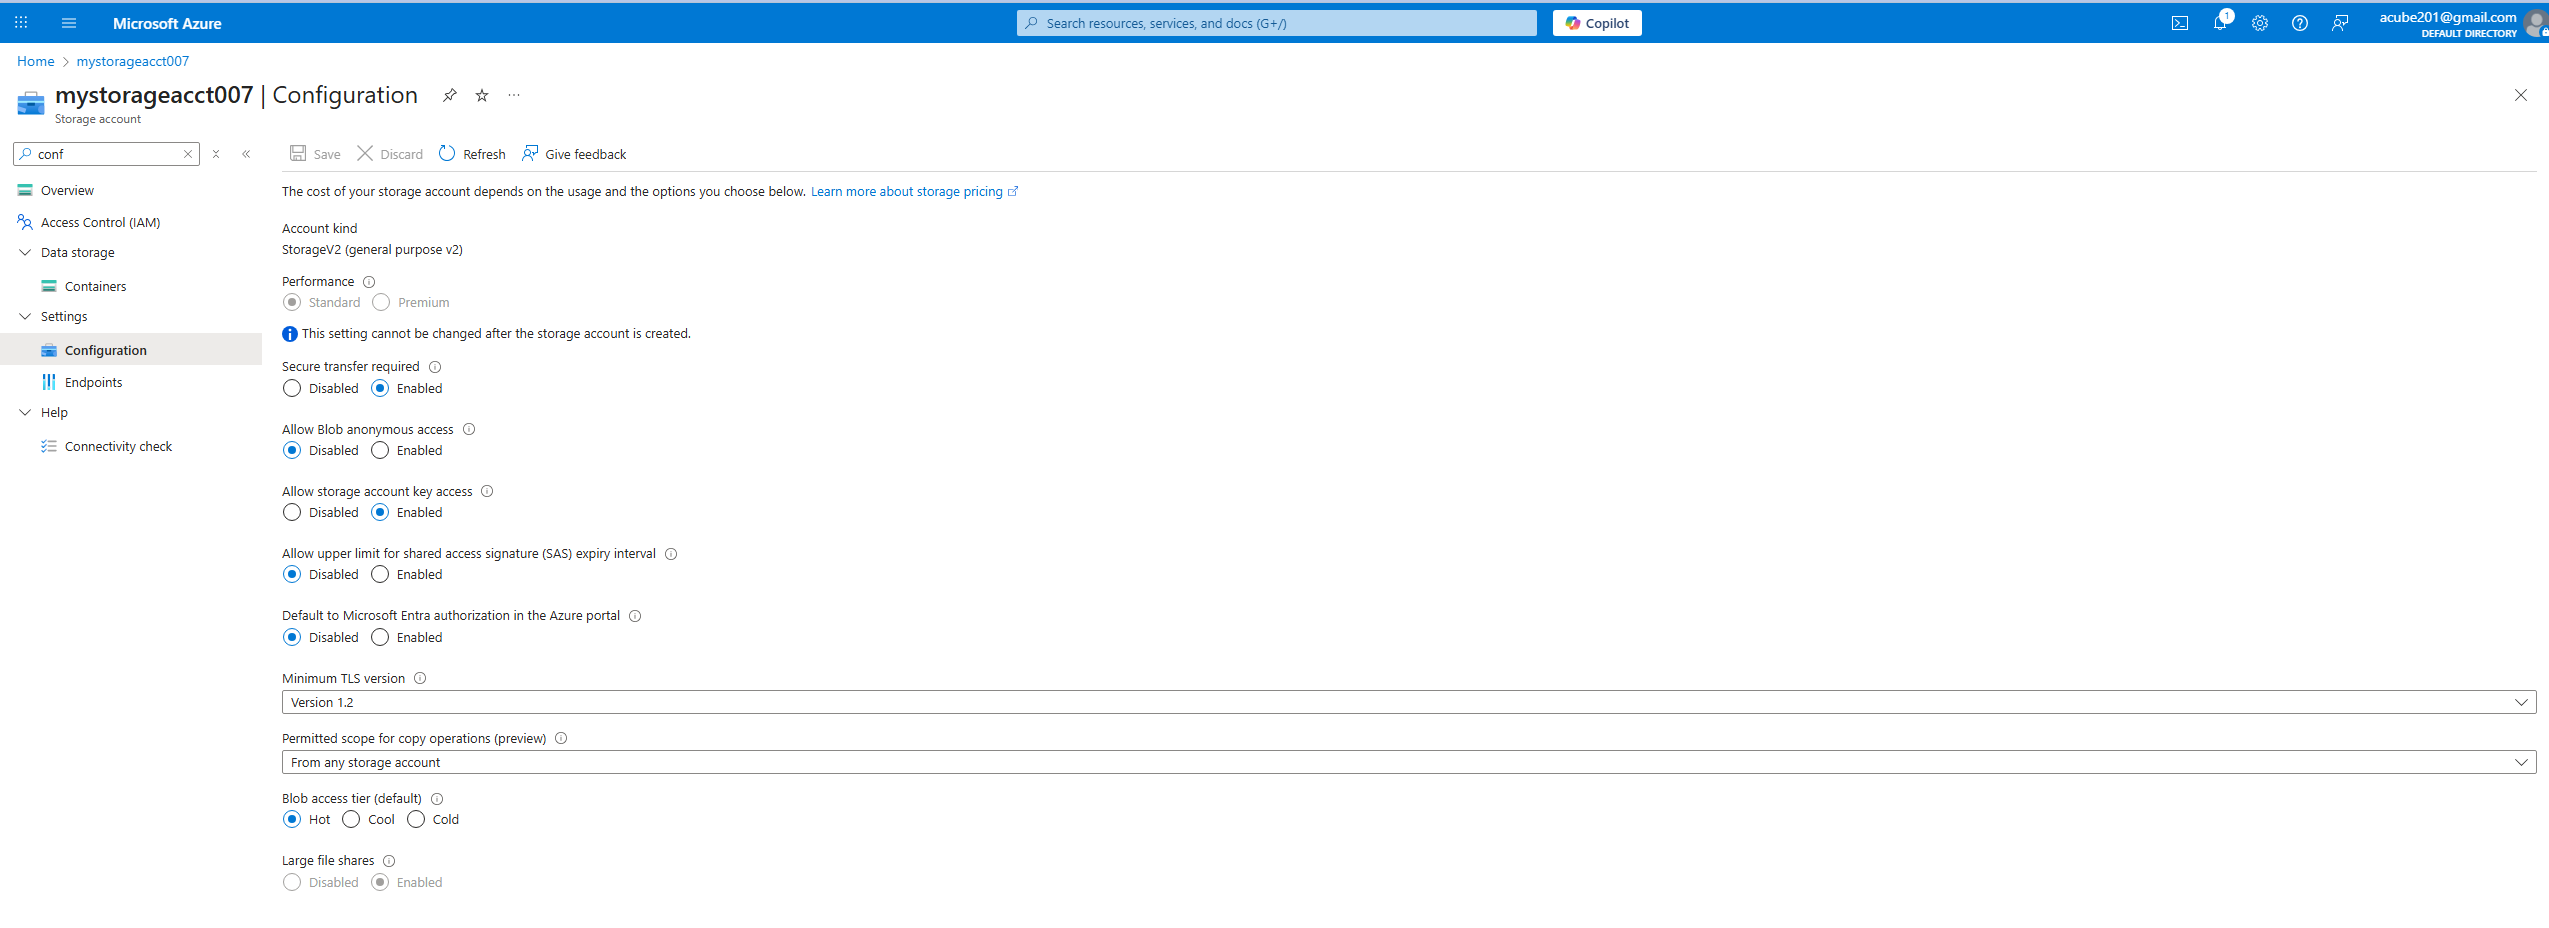 Microsoft Azure
Search resources, services, and docs (G+/)
Copilot
1
acube201@gmail.com
DEFAULT DIRECTORY
Home > mystorageacct007
mystorageacct007 | Configuration
Storage account
conf
Save
Discard
Refresh
Give feedback
Overview
Access Control (IAM)
Data storage
Containers
Settings
Configuration
Endpoints
Help
Connectivity check
The cost of your storage account depends on the usage and the options you choose below. Learn more about storage pricing
Account kind
StorageV2 (general purpose v2)
Performance
Standard Premium
This setting cannot be changed after the storage account is created.
Secure transfer required
Disabled Enabled
Allow Blob anonymous access
Disabled Enabled
Allow storage account key access
Disabled Enabled
Allow upper limit for shared access signature (SAS) expiry interval
Disabled Enabled
Default to Microsoft Entra authorization in the Azure portal
Disabled Enabled
Minimum TLS version
Version 1.2
Permitted scope for copy operations (preview)
From any storage account
Blob access tier (default)
Hot Cool Cold
Large file shares
Disabled Enabled